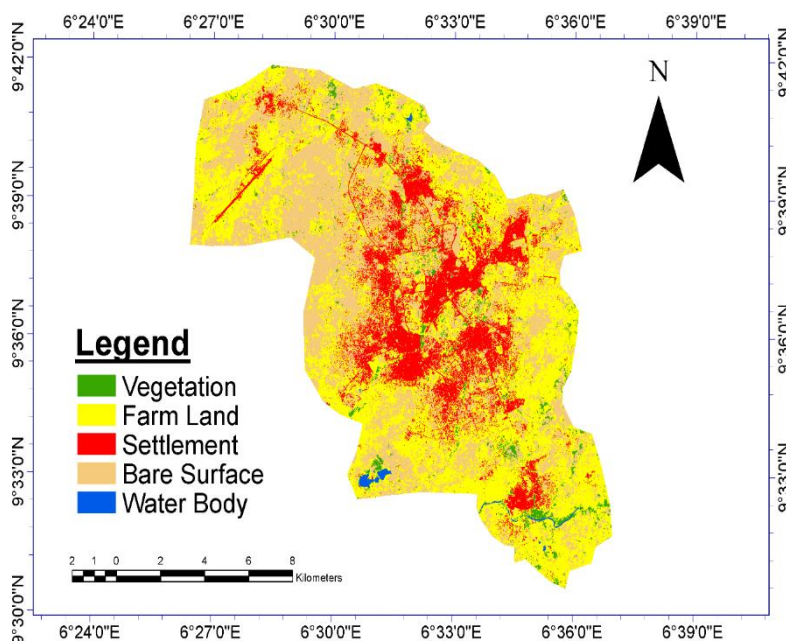 6°24'0"E 6°27'0"E 6°30'0"E 6°33'0"E 6°36'0"E 6°39'0"E
9°42'0"N
9°39'0"N
9°36'0"N
9°33'0"N
9°30'0"N
9°42'0"N
9°39'0"N
9°36'0"N
9°33'0"N
9°30'0"N
N
Legend
Vegetation
Farm Land
Settlement
Bare Surface
Water Body
2 1 0 2 4 6 8
Kilometers
6°24'0"E 6°27'0"E 6°30'0"E 6°33'0"E 6°36'0"E 6°39'0"E